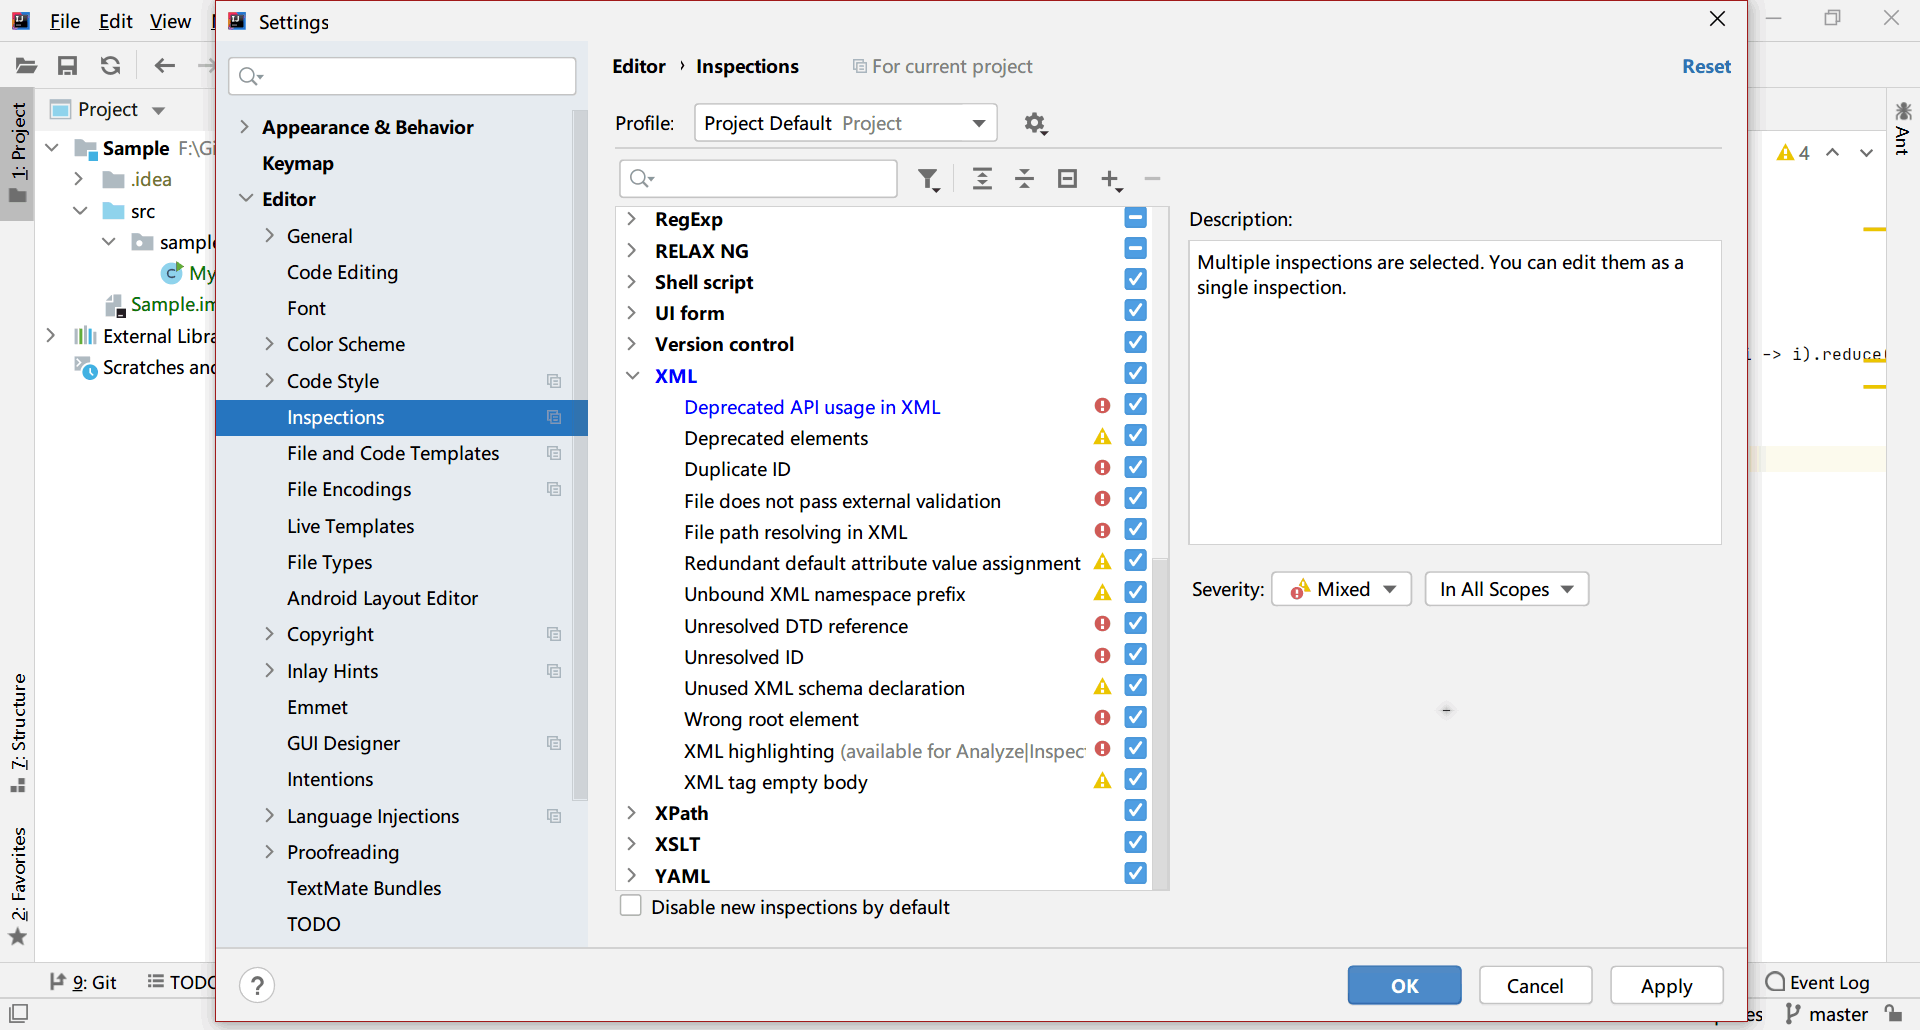 File Edit View
Settings
Project
Sample F:\Gi
.idea
src
sample
My
Sample.im
External Libra
Scratches and
1: Project
7: Structure
2: Favorites
Appearance & Behavior
Keymap
Editor
General
Code Editing
Font
Color Scheme
Code Style
Inspections
File and Code Templates
File Encodings
Live Templates
File Types
Android Layout Editor
Copyright
Inlay Hints
Emmet
GUI Designer
Intentions
Language Injections
Proofreading
TextMate Bundles
TODO
Editor › Inspections
For current project
Reset
Profile: Project Default Project
RegExp
RELAX NG
Shell script
UI form
Version control
XML
Deprecated API usage in XML
Deprecated elements
Duplicate ID
File does not pass external validation
File path resolving in XML
Redundant default attribute value assignment
Unbound XML namespace prefix
Unresolved DTD reference
Unresolved ID
Unused XML schema declaration
Wrong root element
XML highlighting (available for Analyze|Inspec
XML tag empty body
XPath
XSLT
YAML
Disable new inspections by default
Description:
Multiple inspections are selected. You can edit them as a
single inspection.
Severity: Mixed In All Scopes
?
OK Cancel Apply
4
Ant
i -> i).reduce(
9: Git TODO
Event Log
es master